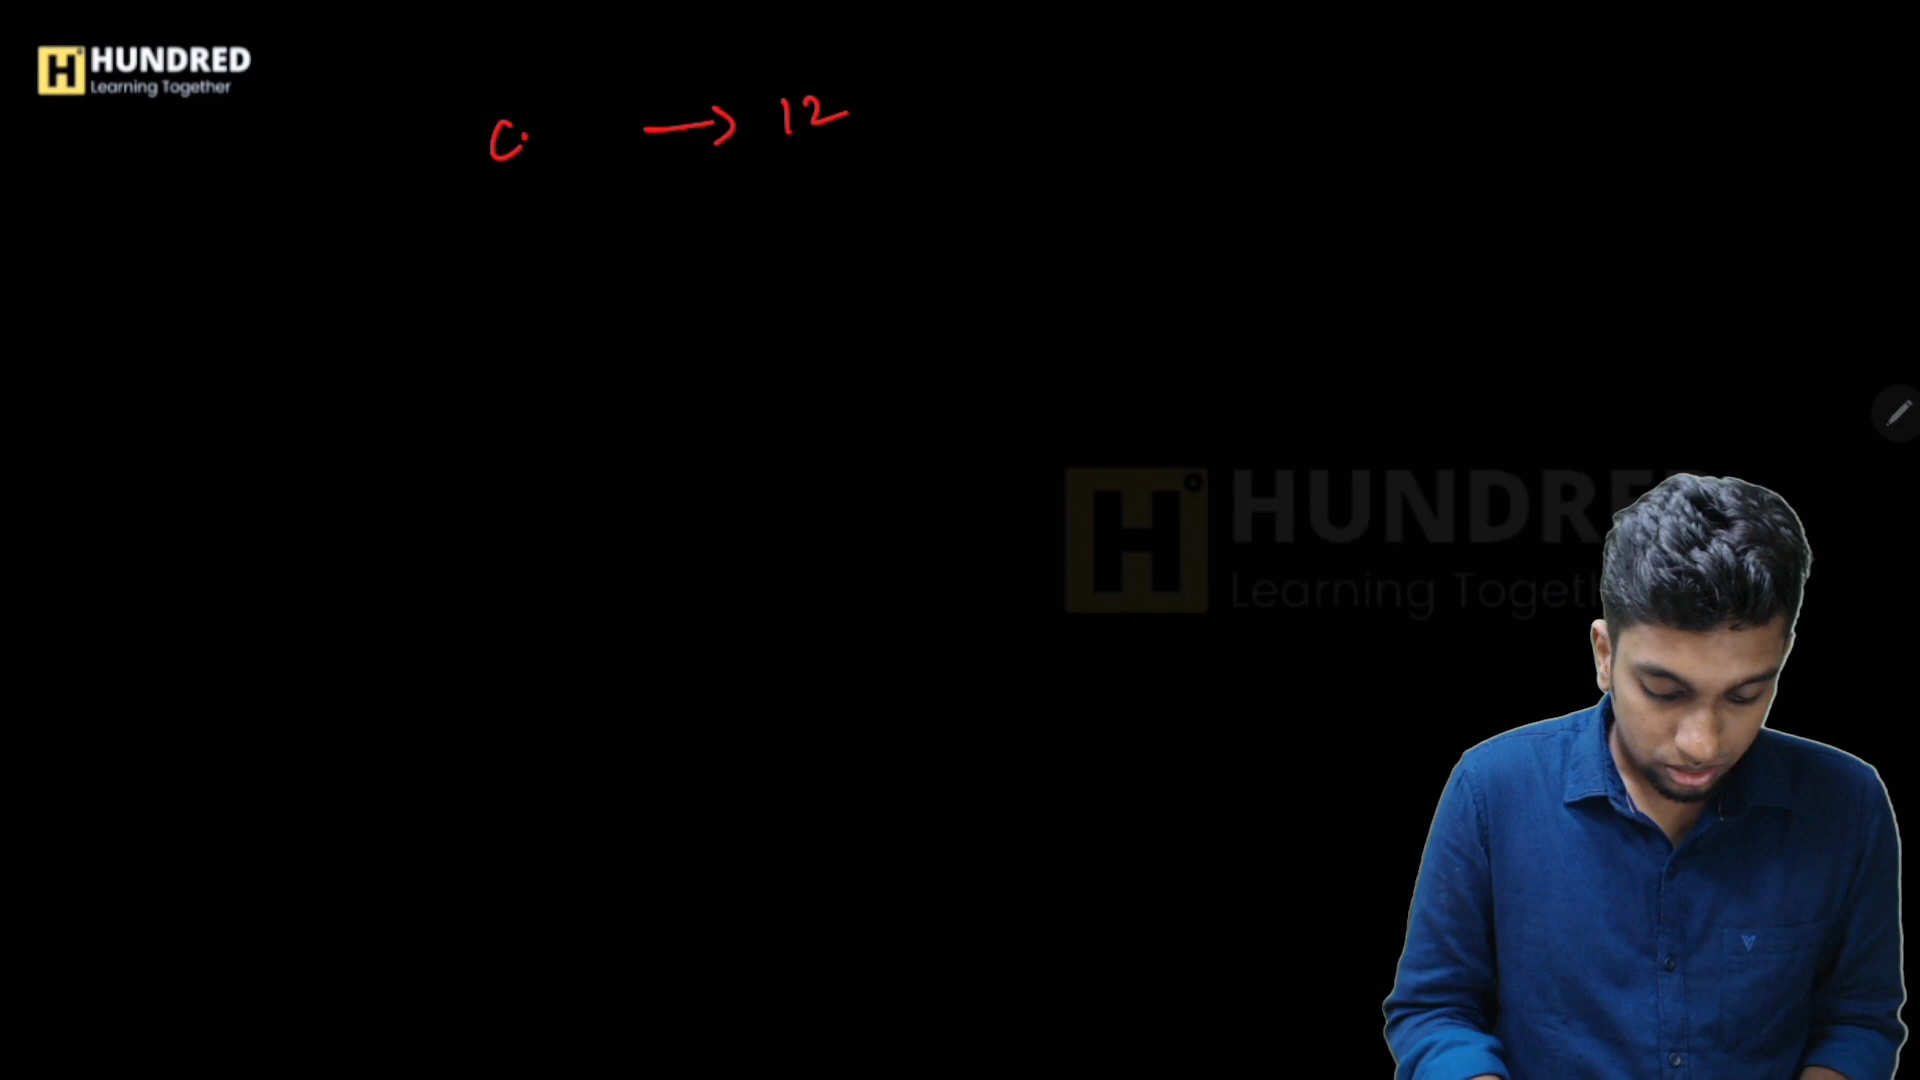 HUNDRED
Learning Together
C → 12
HUNDRE
Learning Togeth